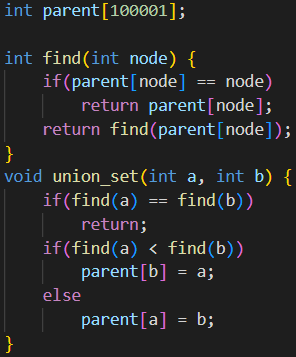 int parent[100001];

int find(int node) {
    if(parent[node] == node)
        return parent[node];
    return find(parent[node]);
}
void union_set(int a, int b) {
    if(find(a) == find(b))
        return;
    if(find(a) < find(b))
        parent[b] = a;
    else
        parent[a] = b;
}